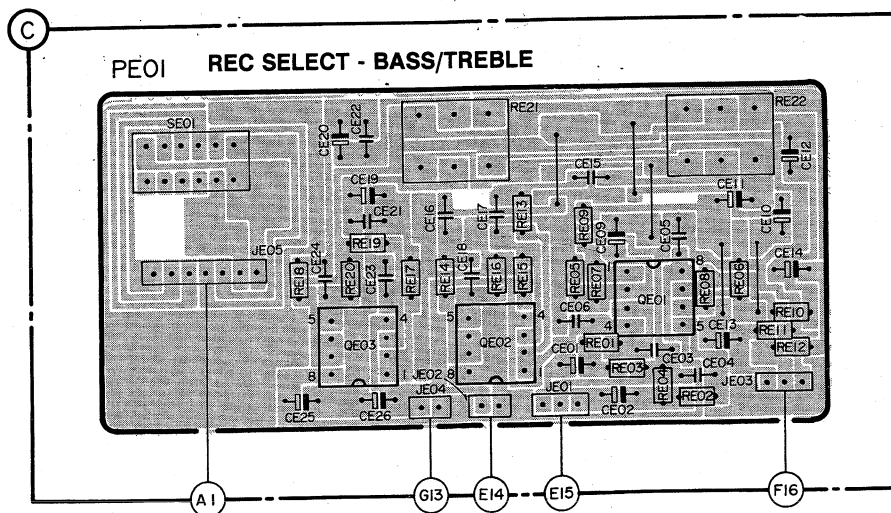 C
PE01 REC SELECT - BASS/TREBLE
SE01
CE20
CE22
RE21
RE22
CE12
CE15
CE19
CE21
CE16
CE17
RE13
RE09
CE09
CE05
CE11
CE10
RE19
JE05
RE18
CE24
RE20
CE23
RE17
RE14
CE18
RE16
RE15
RE05
RE07
1
8
RE08
RE06
CE14
QE01
CE06
4
5
RE10
RE11
RE12
CE13
5
4
QE03
8
1
5
4
QE02
8
1
RE01
CE01
CE03
RE03
RE04
CE04
RE02
CE02
JE02
JE04
JE01
JE03
CE25
CE26
A1
G13
E14
E15
F16